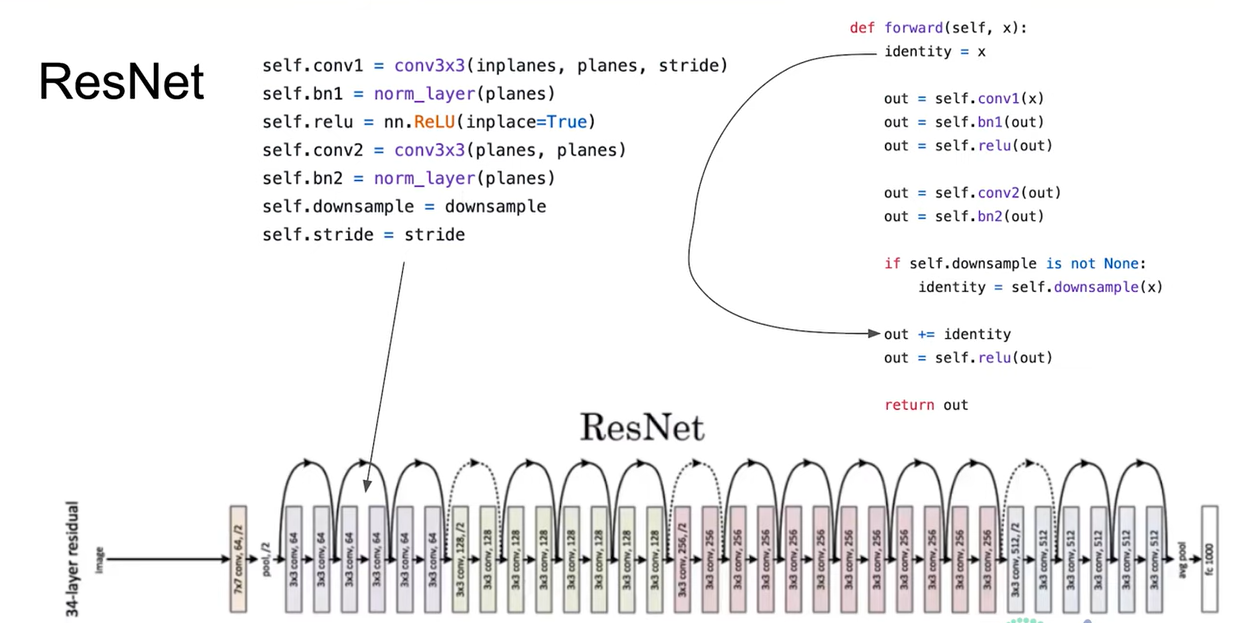 ResNet
self.conv1 = conv3x3(inplanes, planes, stride)
self.bn1 = norm_layer(planes)
self.relu = nn.ReLU(inplace=True)
self.conv2 = conv3x3(planes, planes)
self.bn2 = norm_layer(planes)
self.downsample = downsample
self.stride = stride
def forward(self, x):
identity = x
out = self.conv1(x)
out = self.bn1(out)
out = self.relu(out)
out = self.conv2(out)
out = self.bn2(out)
if self.downsample is not None:
identity = self.downsample(x)
out += identity
out = self.relu(out)
return out
ResNet
34-layer residual
image
7x7 conv, 64, /2
pool, /2
3x3 conv, 64
3x3 conv, 64
3x3 conv, 64
3x3 conv, 64
3x3 conv, 64
3x3 conv, 64
3x3 conv, 128, /2
3x3 conv, 128
3x3 conv, 128
3x3 conv, 128
3x3 conv, 128
3x3 conv, 128
3x3 conv, 128
3x3 conv, 128
3x3 conv, 256, /2
3x3 conv, 256
3x3 conv, 256
3x3 conv, 256
3x3 conv, 256
3x3 conv, 256
3x3 conv, 256
3x3 conv, 256
3x3 conv, 256
3x3 conv, 256
3x3 conv, 256
3x3 conv, 256
3x3 conv, 512, /2
3x3 conv, 512
3x3 conv, 512
3x3 conv, 512
3x3 conv, 512
3x3 conv, 512
avg pool
fc 1000